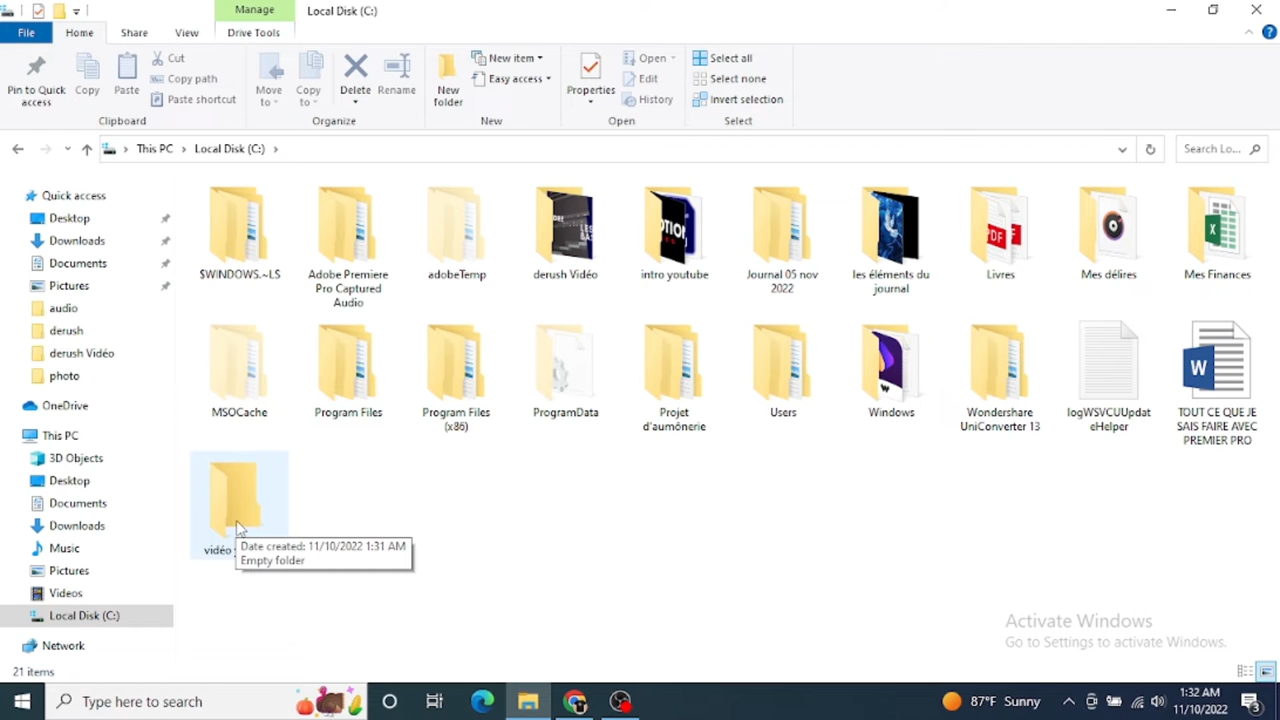 Manage
Local Disk (C:)
File
Home
Share
View
Drive Tools
Pin to Quick
access
Copy
Paste
Cut
Copy path
Paste shortcut
Clipboard
Move
to
Copy
to
Delete
Rename
Organize
New
folder
New item
Easy access
New
Properties
Open
Edit
History
Open
Select all
Select none
Invert selection
Select
This PC
Local Disk (C:)
Search Lo...
Quick access
Desktop
Downloads
Documents
Pictures
audio
derush
derush Vidéo
photo
OneDrive
This PC
3D Objects
Desktop
Documents
Downloads
Music
Pictures
Videos
Local Disk (C:)
Network
$WINDOWS.~LS
Adobe Premiere
Pro Captured
Audio
adobeTemp
derush Vidéo
intro youtube
Journal 05 nov
2022
les éléments du
journal
Livres
PDF
Mes délires
Mes Finances
MSOCache
Program Files
Program Files
(x86)
ProgramData
Projet
d'aumônerie
Users
Windows
Wondershare
UniConverter 13
logWSVCUUpdat
eHelper
W
TOUT CE QUE JE
SAIS FAIRE AVEC
PREMIER PRO
vidéo
Date created: 11/10/2022 1:31 AM
Empty folder
Activate Windows
Go to Settings to activate Windows.
21 items
Type here to search
87°F Sunny
1:32 AM
11/10/2022
3